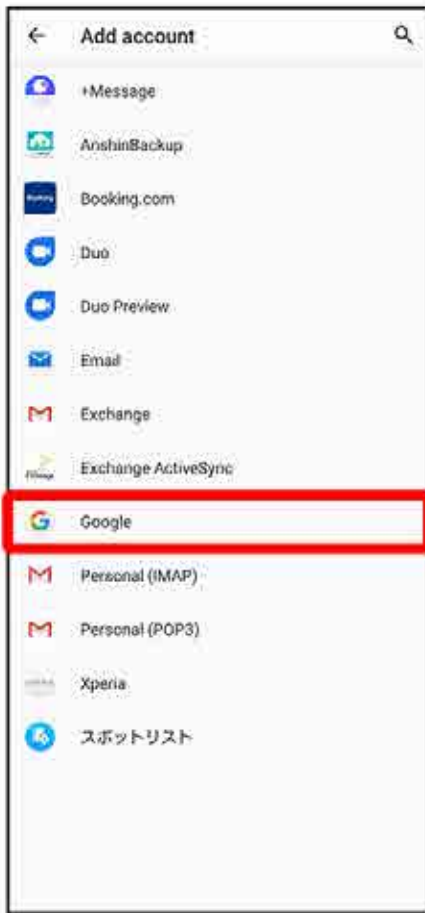 Add account
+Message
AnshinBackup
Booking.com
Duo
Duo Preview
Email
Exchange
Exchange ActiveSync
Google
Personal (IMAP)
Personal (POP3)
Xperia
スポットリスト